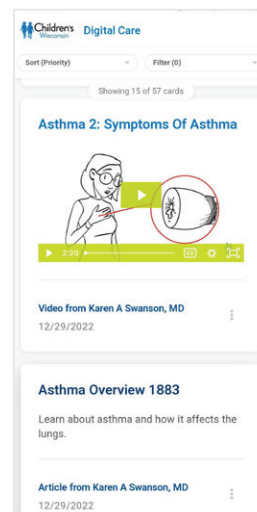 Children's
Wisconsin
Digital Care
Sort (Priority)
Filter (0)
Showing 15 of 57 cards
Asthma 2: Symptoms Of Asthma
2:20
CC
Video from Karen A Swanson, MD
12/29/2022
Asthma Overview 1883
Learn about asthma and how it affects the
lungs.
Article from Karen A Swanson, MD
12/29/2022